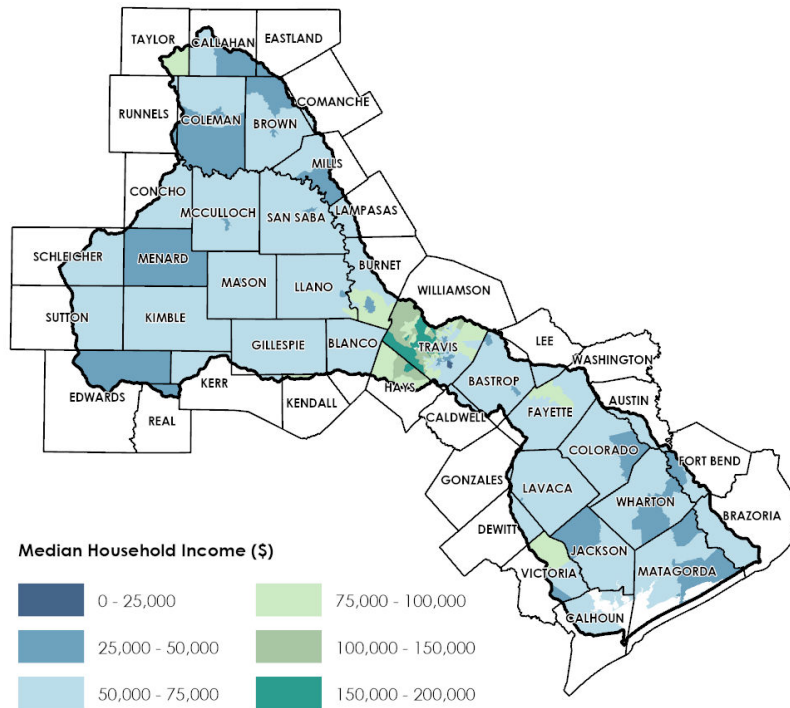 TAYLOR
CALLAHAN
EASTLAND
RUNNELS
COLEMAN
BROWN
COMANCHE
MILLS
CONCHO
MCCULLOCH
SAN SABA
LAMPASAS
SCHLEICHER
MENARD
BURNET
MASON
LLANO
WILLIAMSON
SUTTON
KIMBLE
GILLESPIE
BLANCO
TRAVIS
LEE
WASHINGTON
EDWARDS
KERR
KENDALL
HAYS
BASTROP
REAL
CALDWELL
FAYETTE
AUSTIN
COLORADO
FORT BEND
GONZALES
LAVACA
WHARTON
BRAZORIA
DEWITT
JACKSON
VICTORIA
MATAGORDA
CALHOUN
Median Household Income ($)
0 - 25,000
75,000 - 100,000
25,000 - 50,000
100,000 - 150,000
50,000 - 75,000
150,000 - 200,000